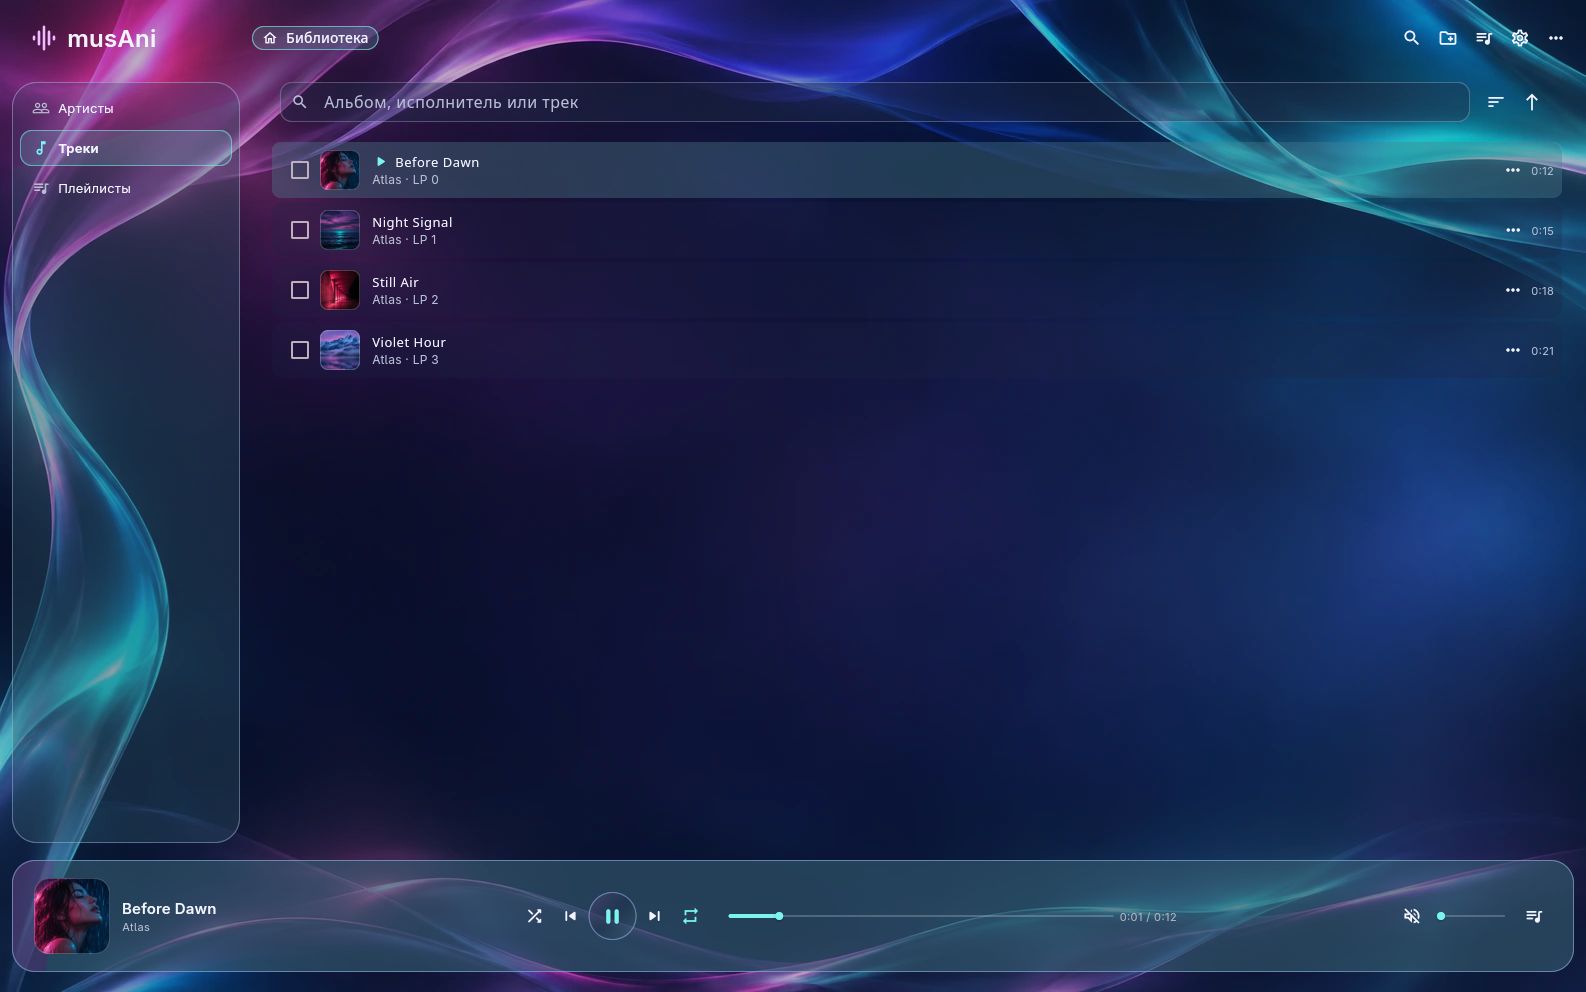 musAni
Библиотека
Артисты
Треки
Плейлисты
Альбом, исполнитель или трек
Before Dawn
Atlas · LP 0
0:12
Night Signal
Atlas · LP 1
0:15
Still Air
Atlas · LP 2
0:18
Violet Hour
Atlas · LP 3
0:21
Before Dawn
Atlas
0:01 / 0:12